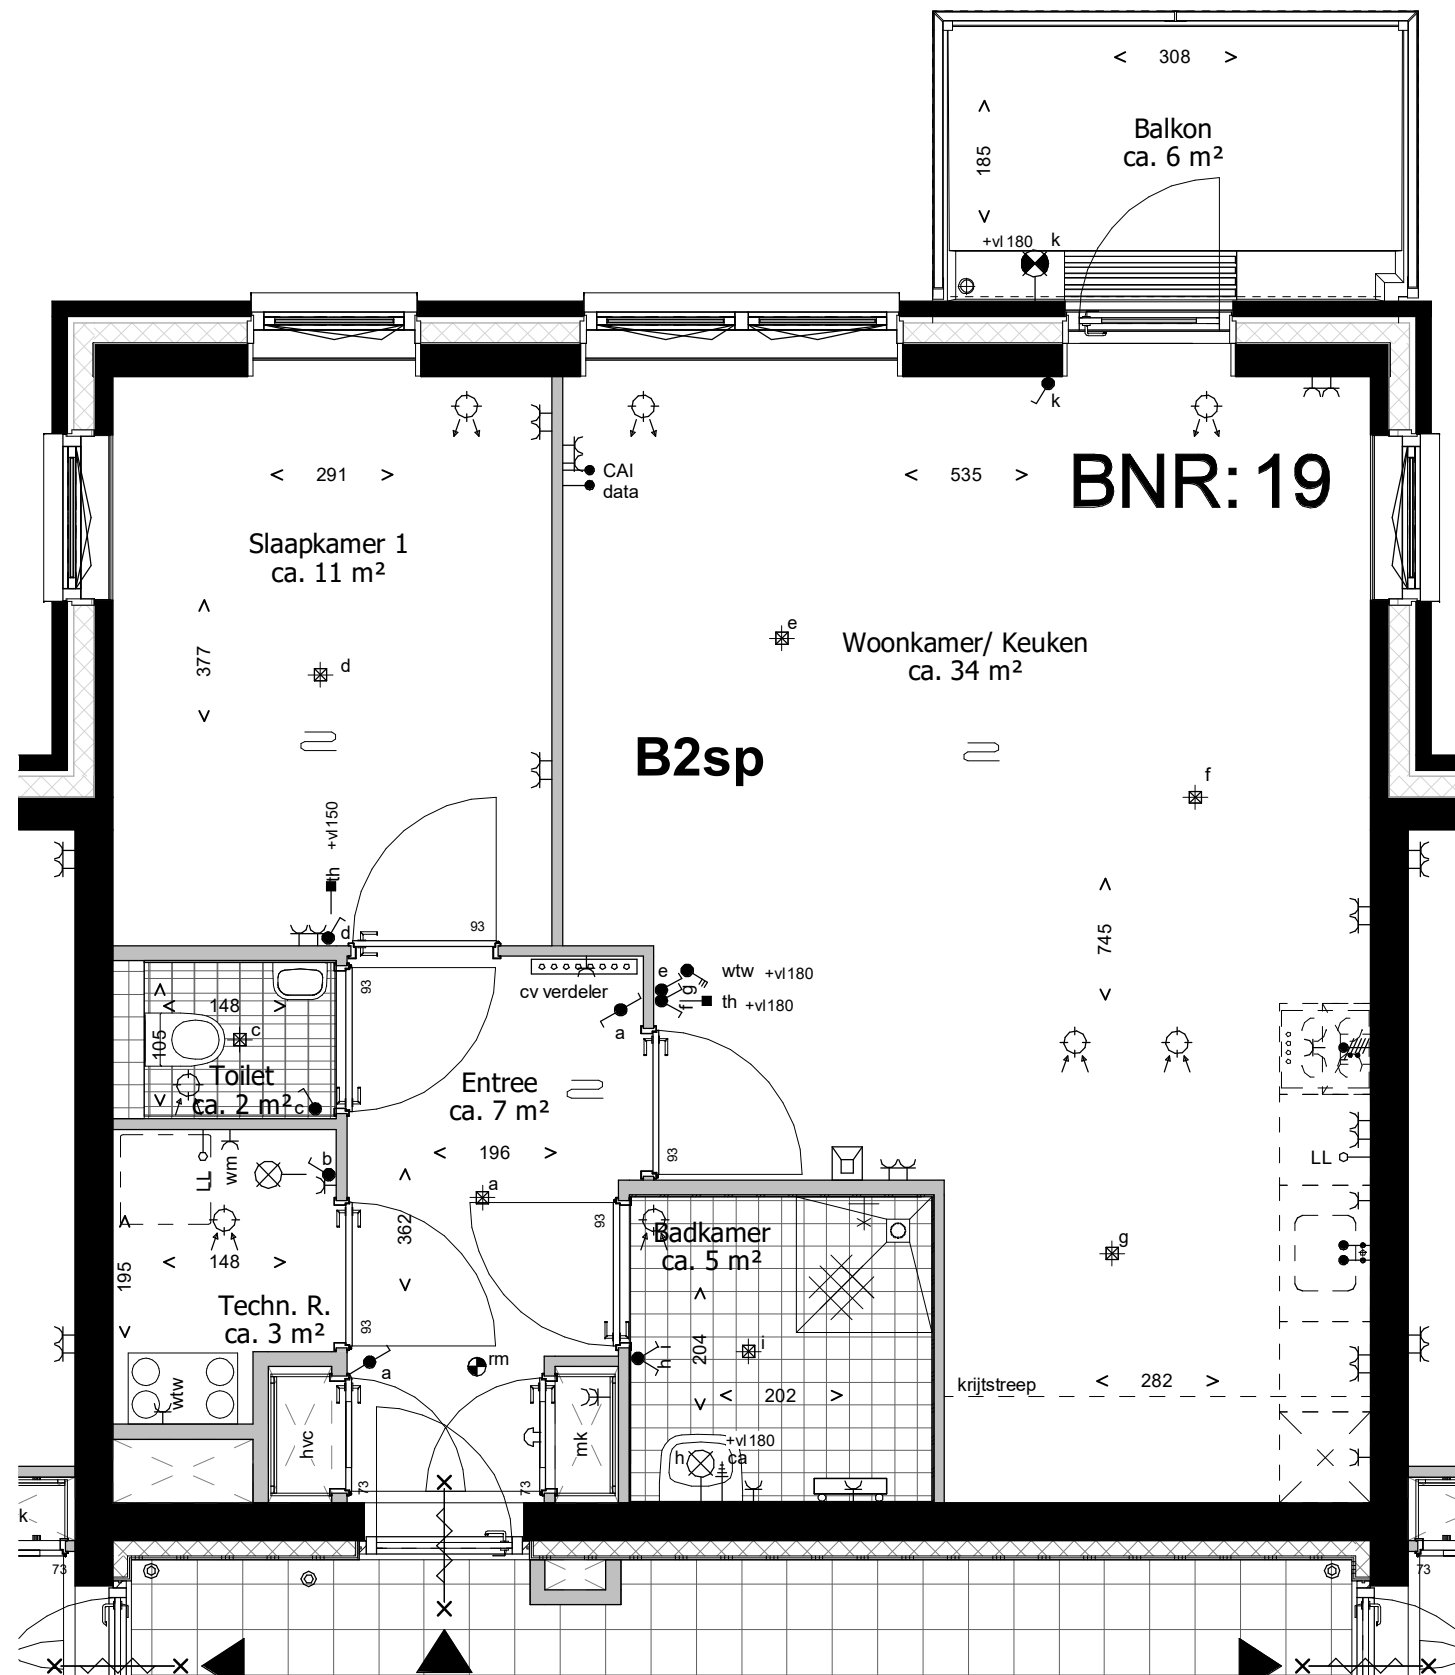 < 308 >
< 185 >
Balkon
ca. 6 m²
+vl 180 k
k
< 291 >
CAI
data
< 535 >
BNR: 19
Slaapkamer 1
ca. 11 m²
< 377 >
d
e
Woonkamer/ Keuken
ca. 34 m²
B2sp
f
th +vl150
d
93
< 745 >
93
cv verdeler
a
e
f g
wtw +vl180
th +vl180
< 148 >
< 105 >
c
Toilet
ca. 2 m²
c
Entree
ca. 7 m²
< 196 >
a
< 362 >
93
93
LL
wm
b
< 148 >
< 195 >
Techn. R.
ca. 3 m²
93
wtw
a
rm
hvc
mk
73
73
Badkamer
ca. 5 m²
< 204 >
i
h i
< 202 >
+vl180
h
ca
LL
g
krijtstreep
< 282 >
k
73
73